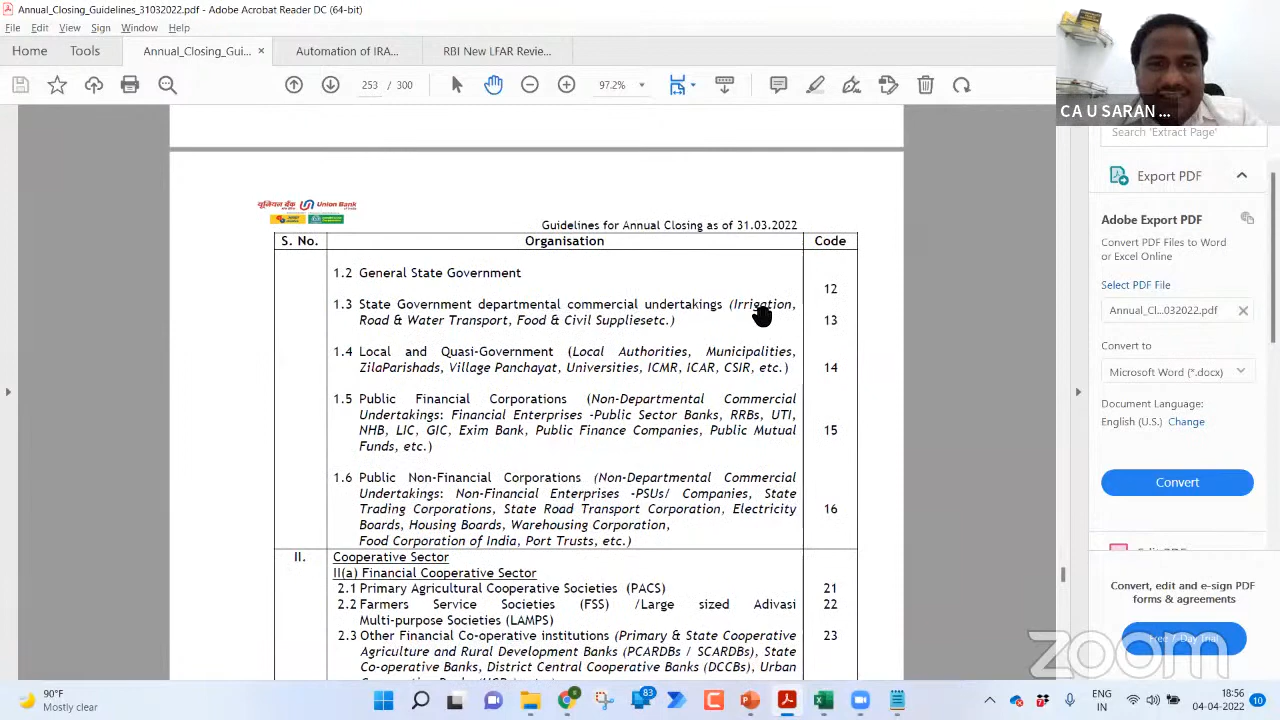 Annual_Closing_Guidelines_31032022.pdf - Adobe Acrobat Reader DC (64-bit)
File Edit View Sign Window Help
Home Tools Annual_Closing_Gui... × Automation of IRA... RBI New LFAR Revie...
253 / 300 97.2%
CA U SARAN ...
Search 'Extract Page'
Export PDF
Adobe Export PDF
Convert PDF Files to Word
or Excel Online
Select PDF File
Annual_Cl...032022.pdf
Convert to
Microsoft Word (*.docx)
Document Language:
English (U.S.) Change
Convert
Convert, edit and e-sign PDF
forms & agreements
Free 7-Day Trial
zoom
यूनियन बैंक Union Bank
Guidelines for Annual Closing as of 31.03.2022
S. No. Organisation Code
1.2 General State Government
12
1.3 State Government departmental commercial undertakings (Irrigation,
Road & Water Transport, Food & Civil Suppliesetc.) 13
1.4 Local and Quasi-Government (Local Authorities, Municipalities,
ZilaParishads, Village Panchayat, Universities, ICMR, ICAR, CSIR, etc.) 14
1.5 Public Financial Corporations (Non-Departmental Commercial
Undertakings: Financial Enterprises -Public Sector Banks, RRBs, UTI,
NHB, LIC, GIC, Exim Bank, Public Finance Companies, Public Mutual 15
Funds, etc.)
1.6 Public Non-Financial Corporations (Non-Departmental Commercial
Undertakings: Non-Financial Enterprises -PSUs/ Companies, State
Trading Corporations, State Road Transport Corporation, Electricity 16
Boards, Housing Boards, Warehousing Corporation,
Food Corporation of India, Port Trusts, etc.)
II. Cooperative Sector
II(a) Financial Cooperative Sector
2.1 Primary Agricultural Cooperative Societies (PACS) 21
2.2 Farmers Service Societies (FSS) /Large sized Adivasi 22
Multi-purpose Societies (LAMPS)
2.3 Other Financial Co-operative institutions (Primary & State Cooperative 23
Agriculture and Rural Development Banks (PCARDBs / SCARDBs), State
Co-operative Banks, District Central Cooperative Banks (DCCBs), Urban
90°F
Mostly clear
83
ENG
IN
18:56
04-04-2022
10